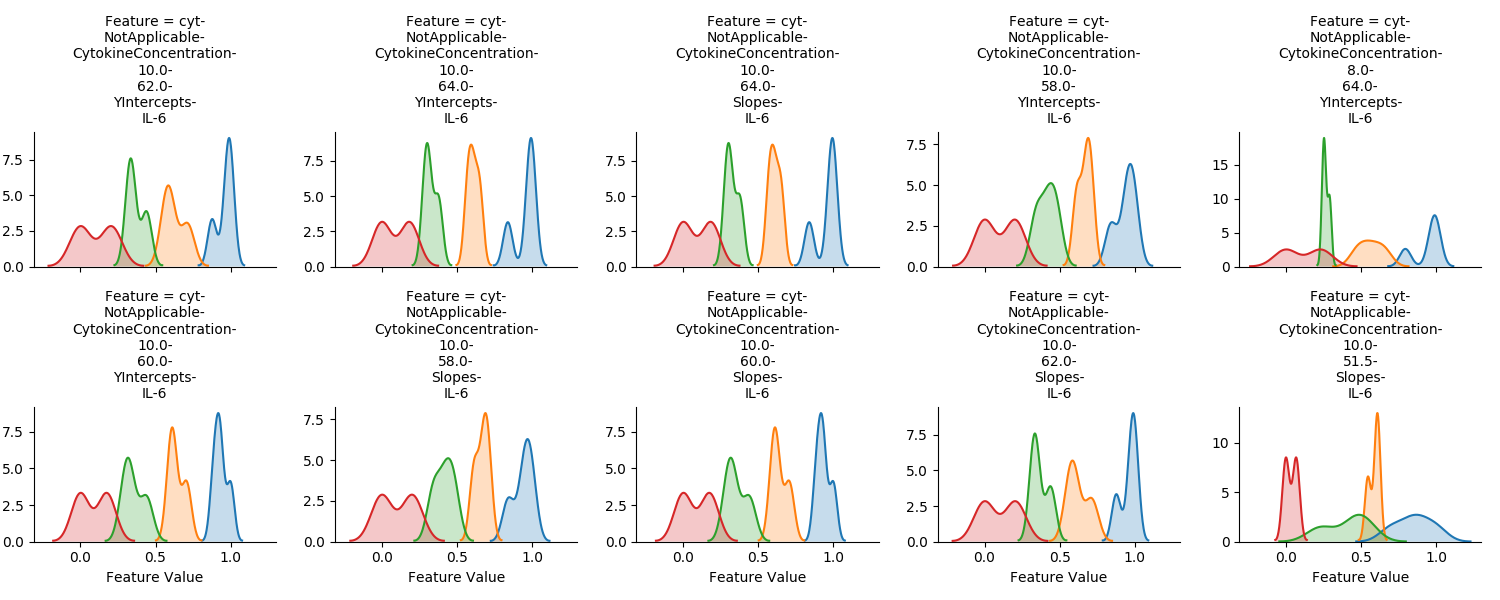 Feature = cyt-
NotApplicable-
CytokineConcentration-
10.0-
62.0-
YIntercepts-
IL-6
7.5
5.0
2.5
0.0
Feature = cyt-
NotApplicable-
CytokineConcentration-
10.0-
64.0-
YIntercepts-
IL-6
7.5
5.0
2.5
0.0
Feature = cyt-
NotApplicable-
CytokineConcentration-
10.0-
64.0-
Slopes-
IL-6
7.5
5.0
2.5
0.0
Feature = cyt-
NotApplicable-
CytokineConcentration-
10.0-
58.0-
YIntercepts-
IL-6
7.5
5.0
2.5
0.0
Feature = cyt-
NotApplicable-
CytokineConcentration-
8.0-
64.0-
YIntercepts-
IL-6
15
10
5
0
Feature = cyt-
NotApplicable-
CytokineConcentration-
10.0-
60.0-
YIntercepts-
IL-6
7.5
5.0
2.5
0.0
0.0 0.5 1.0
Feature Value
Feature = cyt-
NotApplicable-
CytokineConcentration-
10.0-
58.0-
Slopes-
IL-6
7.5
5.0
2.5
0.0
0.0 0.5 1.0
Feature Value
Feature = cyt-
NotApplicable-
CytokineConcentration-
10.0-
60.0-
Slopes-
IL-6
7.5
5.0
2.5
0.0
0.0 0.5 1.0
Feature Value
Feature = cyt-
NotApplicable-
CytokineConcentration-
10.0-
62.0-
Slopes-
IL-6
7.5
5.0
2.5
0.0
0.0 0.5 1.0
Feature Value
Feature = cyt-
NotApplicable-
CytokineConcentration-
10.0-
51.5-
Slopes-
IL-6
10
5
0
0.0 0.5 1.0
Feature Value